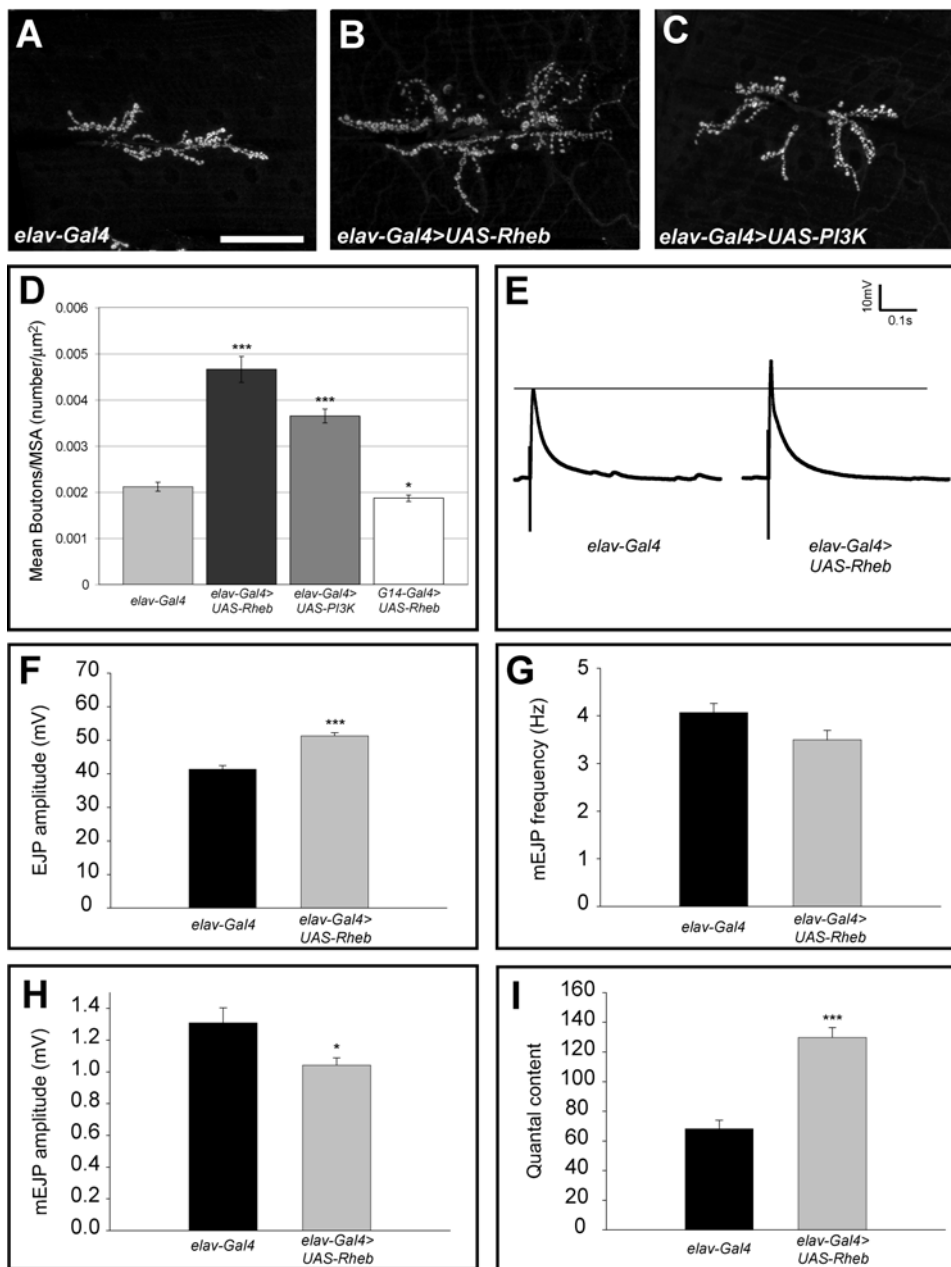 A
elav-Gal4
B
elav-Gal4>UAS-Rheb
C
elav-Gal4>UAS-PI3K
D
Mean Boutons/MSA (number/μm²)
0.006
0.005
0.004
0.003
0.002
0.001
0
***
***
*
elav-Gal4
elav-Gal4>
UAS-Rheb
elav-Gal4>
UAS-PI3K
G14-Gal4>
UAS-Rheb
E
10mV
0.1s
elav-Gal4
elav-Gal4>
UAS-Rheb
F
EJP amplitude (mV)
70
60
50
40
30
20
10
0
***
elav-Gal4
elav-Gal4>
UAS-Rheb
G
mEJP frequency (Hz)
5
4
3
2
1
0
elav-Gal4
elav-Gal4>
UAS-Rheb
H
mEJP amplitude (mV)
1.4
1.2
1.0
0.8
0.6
0.4
0.2
0.0
*
elav-Gal4
elav-Gal4>
UAS-Rheb
I
Quantal content
160
140
120
100
80
60
40
20
0
***
elav-Gal4
elav-Gal4>
UAS-Rheb